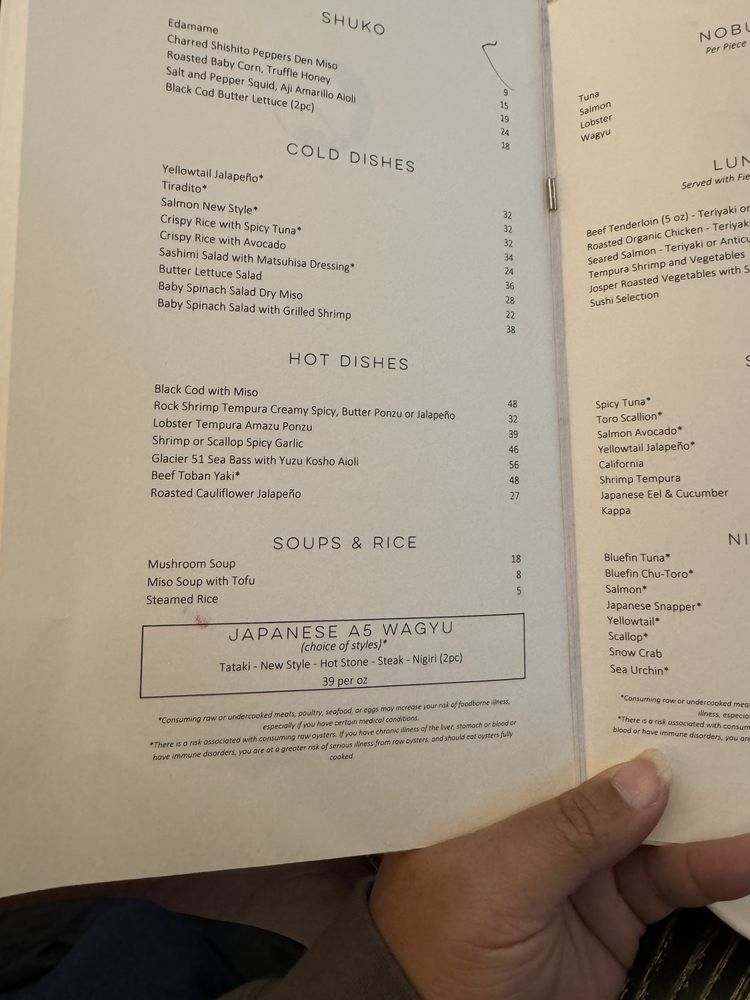 SHUKO
Edamame 9
Charred Shishito Peppers Den Miso 15
Roasted Baby Corn, Truffle Honey 19
Salt and Pepper Squid, Aji Amarillo Aioli 24
Black Cod Butter Lettuce (2pc) 18
COLD DISHES
Yellowtail Jalapeño* 32
Tiradito* 32
Salmon New Style* 32
Crispy Rice with Spicy Tuna* 34
Crispy Rice with Avocado 24
Sashimi Salad with Matsuhisa Dressing* 36
Butter Lettuce Salad 28
Baby Spinach Salad Dry Miso 22
Baby Spinach Salad with Grilled Shrimp 38
HOT DISHES
Black Cod with Miso 48
Rock Shrimp Tempura Creamy Spicy, Butter Ponzu or Jalapeño 32
Lobster Tempura Amazu Ponzu 39
Shrimp or Scallop Spicy Garlic 46
Glacier 51 Sea Bass with Yuzu Kosho Aioli 56
Beef Toban Yaki* 48
Roasted Cauliflower Jalapeño 27
SOUPS & RICE
Mushroom Soup 18
Miso Soup with Tofu 8
Steamed Rice 5
JAPANESE A5 WAGYU
(choice of styles)*
Tataki - New Style - Hot Stone - Steak - Nigiri (2pc)
39 per oz
*Consuming raw or undercooked meats, poultry, seafood, or eggs may increase your risk of foodborne illness,
especially if you have certain medical conditions.
*There is a risk associated with consuming raw oysters. If you have chronic illness of the liver, stomach or blood or
have immune disorders, you are at a greater risk of serious illness from raw oysters, and should eat oysters fully
cooked.
NOBU
Per Piece
Tuna
Salmon
Lobster
Wagyu
LUN
Served with Fie
Beef Tenderloin (5 oz) - Teriyaki or
Roasted Organic Chicken - Teriyak
Seared Salmon - Teriyaki or Anticu
Tempura Shrimp and Vegetables
Josper Roasted Vegetables with S
Sushi Selection
S
Spicy Tuna*
Toro Scallion*
Salmon Avocado*
Yellowtail Jalapeño*
California
Shrimp Tempura
Japanese Eel & Cucumber
Kappa
NI
Bluefin Tuna*
Bluefin Chu-Toro*
Salmon*
Japanese Snapper*
Yellowtail*
Scallop*
Snow Crab
Sea Urchin*
*Consuming raw or undercooked mea
illness, especia
*There is a risk associated with consum
blood or have immune disorders, you are